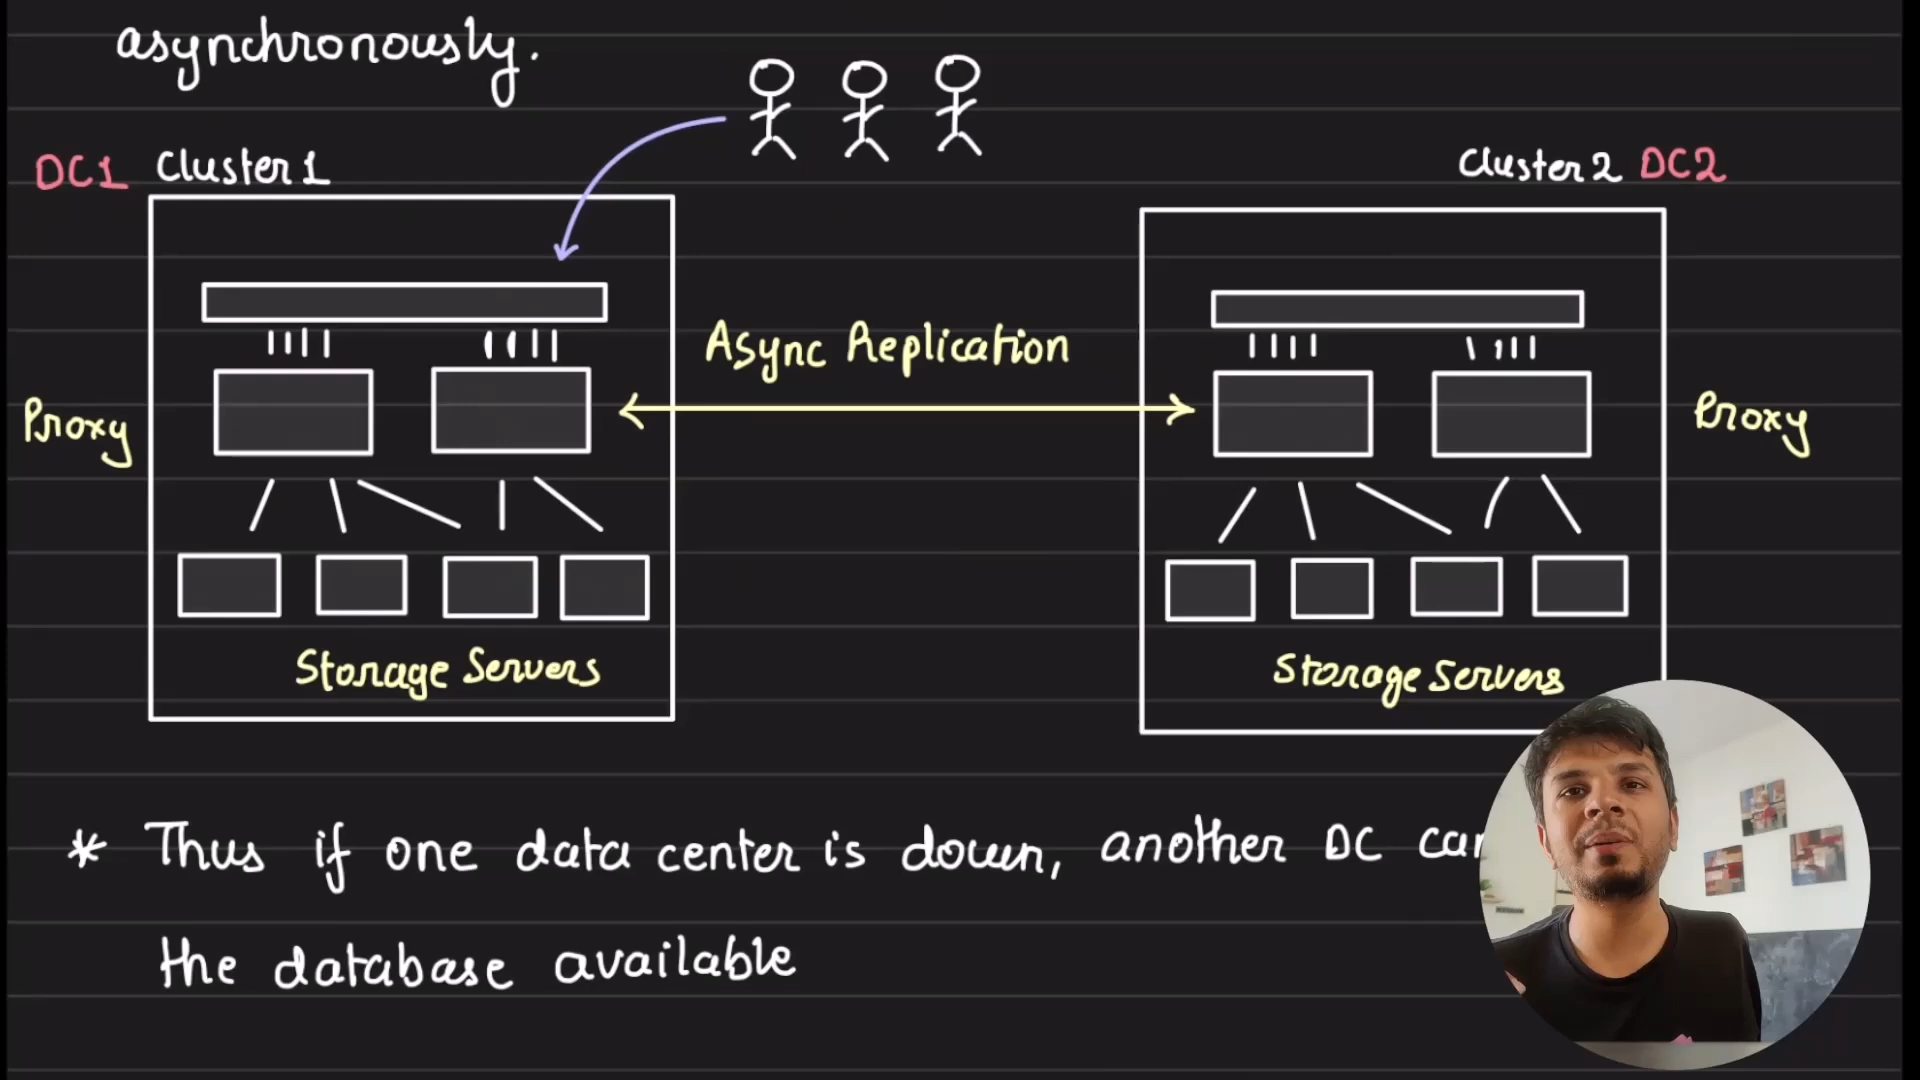 asynchronously.
DC1 Cluster 1
Cluster 2 DC2
Async Replication
Proxy
Proxy
Storage Servers
Storage Servers
* Thus if one data center is down, another DC can
the database available